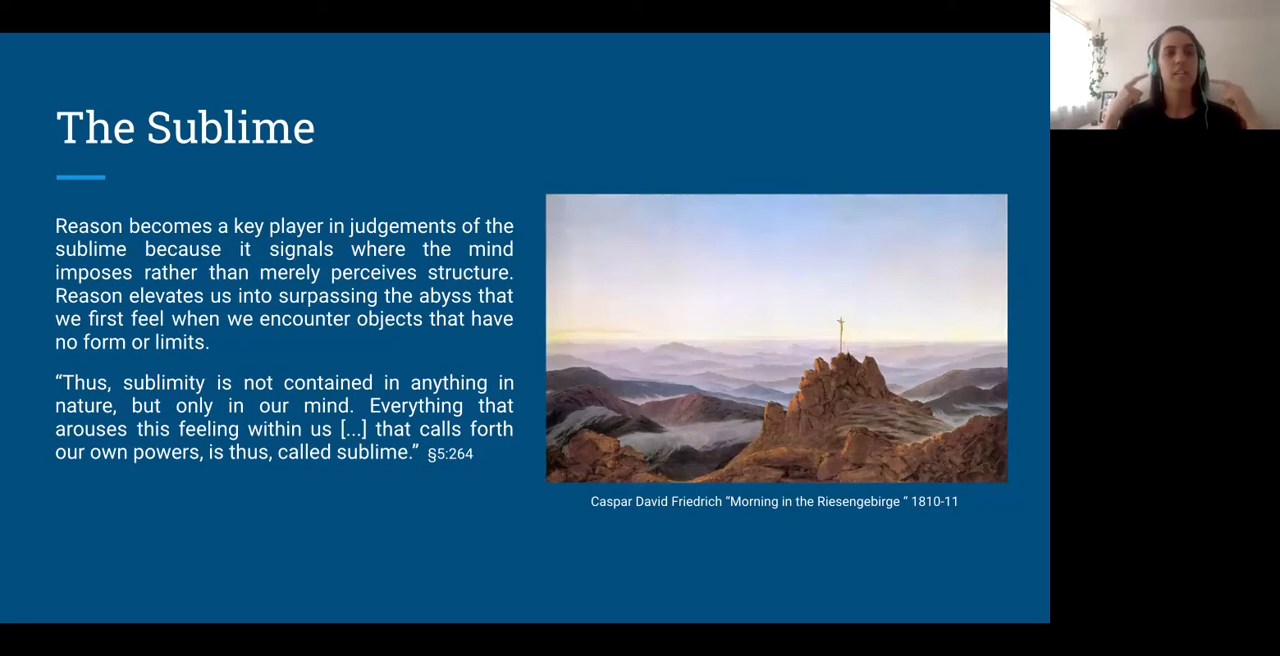 The Sublime
Reason becomes a key player in judgements of the
sublime because it signals where the mind
imposes rather than merely perceives structure.
Reason elevates us into surpassing the abyss that
we first feel when we encounter objects that have
no form or limits.
“Thus, sublimity is not contained in anything in
nature, but only in our mind. Everything that
arouses this feeling within us [...] that calls forth
our own powers, is thus, called sublime.” §5:264
Caspar David Friedrich “Morning in the Riesengebirge “ 1810-11